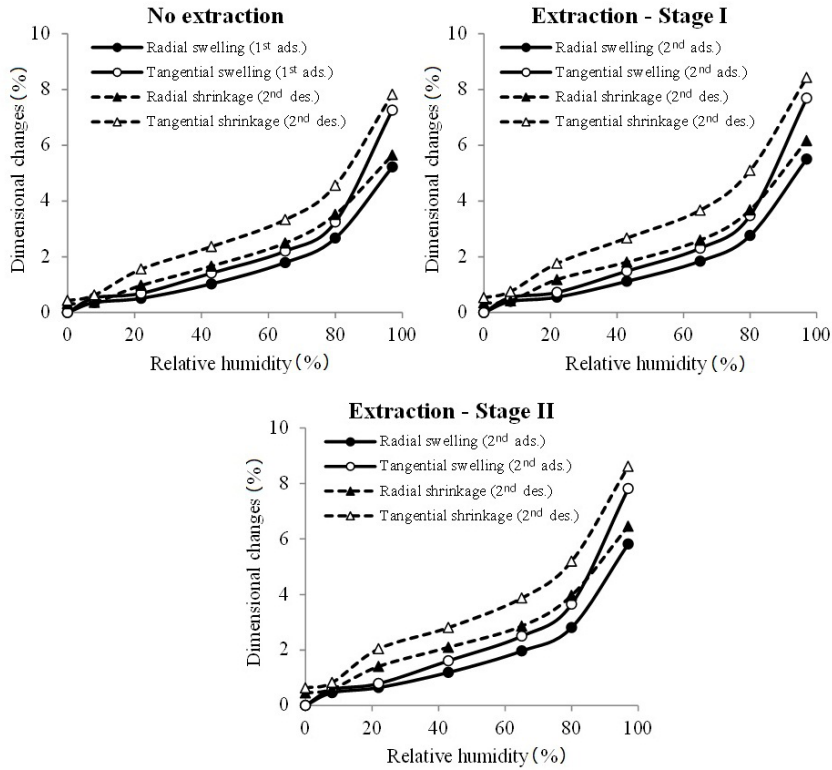 No extraction
Dimensional changes (%)
10
8
6
4
2
0
Radial swelling (1st ads.)
Tangential swelling (1st ads.)
Radial shrinkage (2nd des.)
Tangential shrinkage (2nd des.)
0 20 40 60 80 100
Relative humidity (%)
Extraction - Stage I
Dimensional changes (%)
10
8
6
4
2
0
Radial swelling (2nd ads.)
Tangential swelling (2nd ads.)
Radial shrinkage (2nd des.)
Tangential shrinkage (2nd des.)
0 20 40 60 80 100
Relative humidity (%)
Extraction - Stage II
Dimensional changes (%)
10
8
6
4
2
0
Radial swelling (2nd ads.)
Tangential swelling (2nd ads.)
Radial shrinkage (2nd des.)
Tangential shrinkage (2nd des.)
0 20 40 60 80 100
Relative humidity (%)